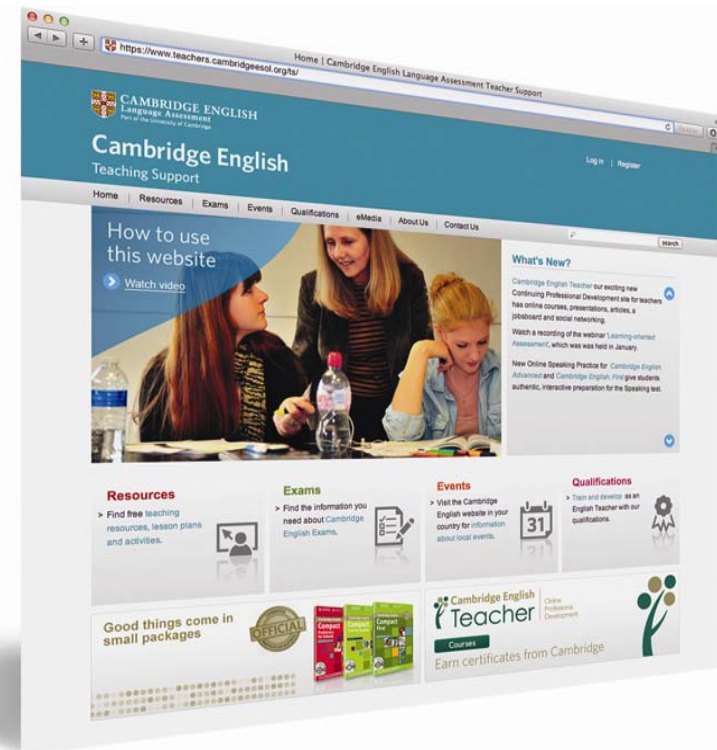 Home | Cambridge English Language Assessment Teacher Support
https://www.teachers.cambridgeesol.org/ts/
CAMBRIDGE ENGLISH
Language Assessment
Part of the University of Cambridge
Cambridge English
Teaching Support
Log in | Register
Home | Resources | Exams | Events | Qualifications | eMedia | About Us | Contact Us
search
How to use
this website
Watch video
What's New?
Cambridge English Teacher our exciting new
Continuing Professional Development site for teachers
has online courses, presentations, articles, a
jobsboard and social networking.
Watch a recording of the webinar 'Learning-oriented
Assessment', which was was held in January.
New Online Speaking Practice for Cambridge English:
Advanced and Cambridge English: First give students
authentic, interactive preparation for the Speaking test.
Resources
> Find free teaching
resources, lesson plans
and activities.
Exams
> Find the information you
need about Cambridge
English Exams.
Events
> Visit the Cambridge
English website in your
country for information
about local events.
31
Qualifications
> Train and develop as an
English Teacher with our
qualifications.
Good things come in
small packages
OFFICIAL
Compact
Compact
Compact
First
Cambridge English
Teacher
Online
Professional
Development
Courses
Earn certificates from Cambridge